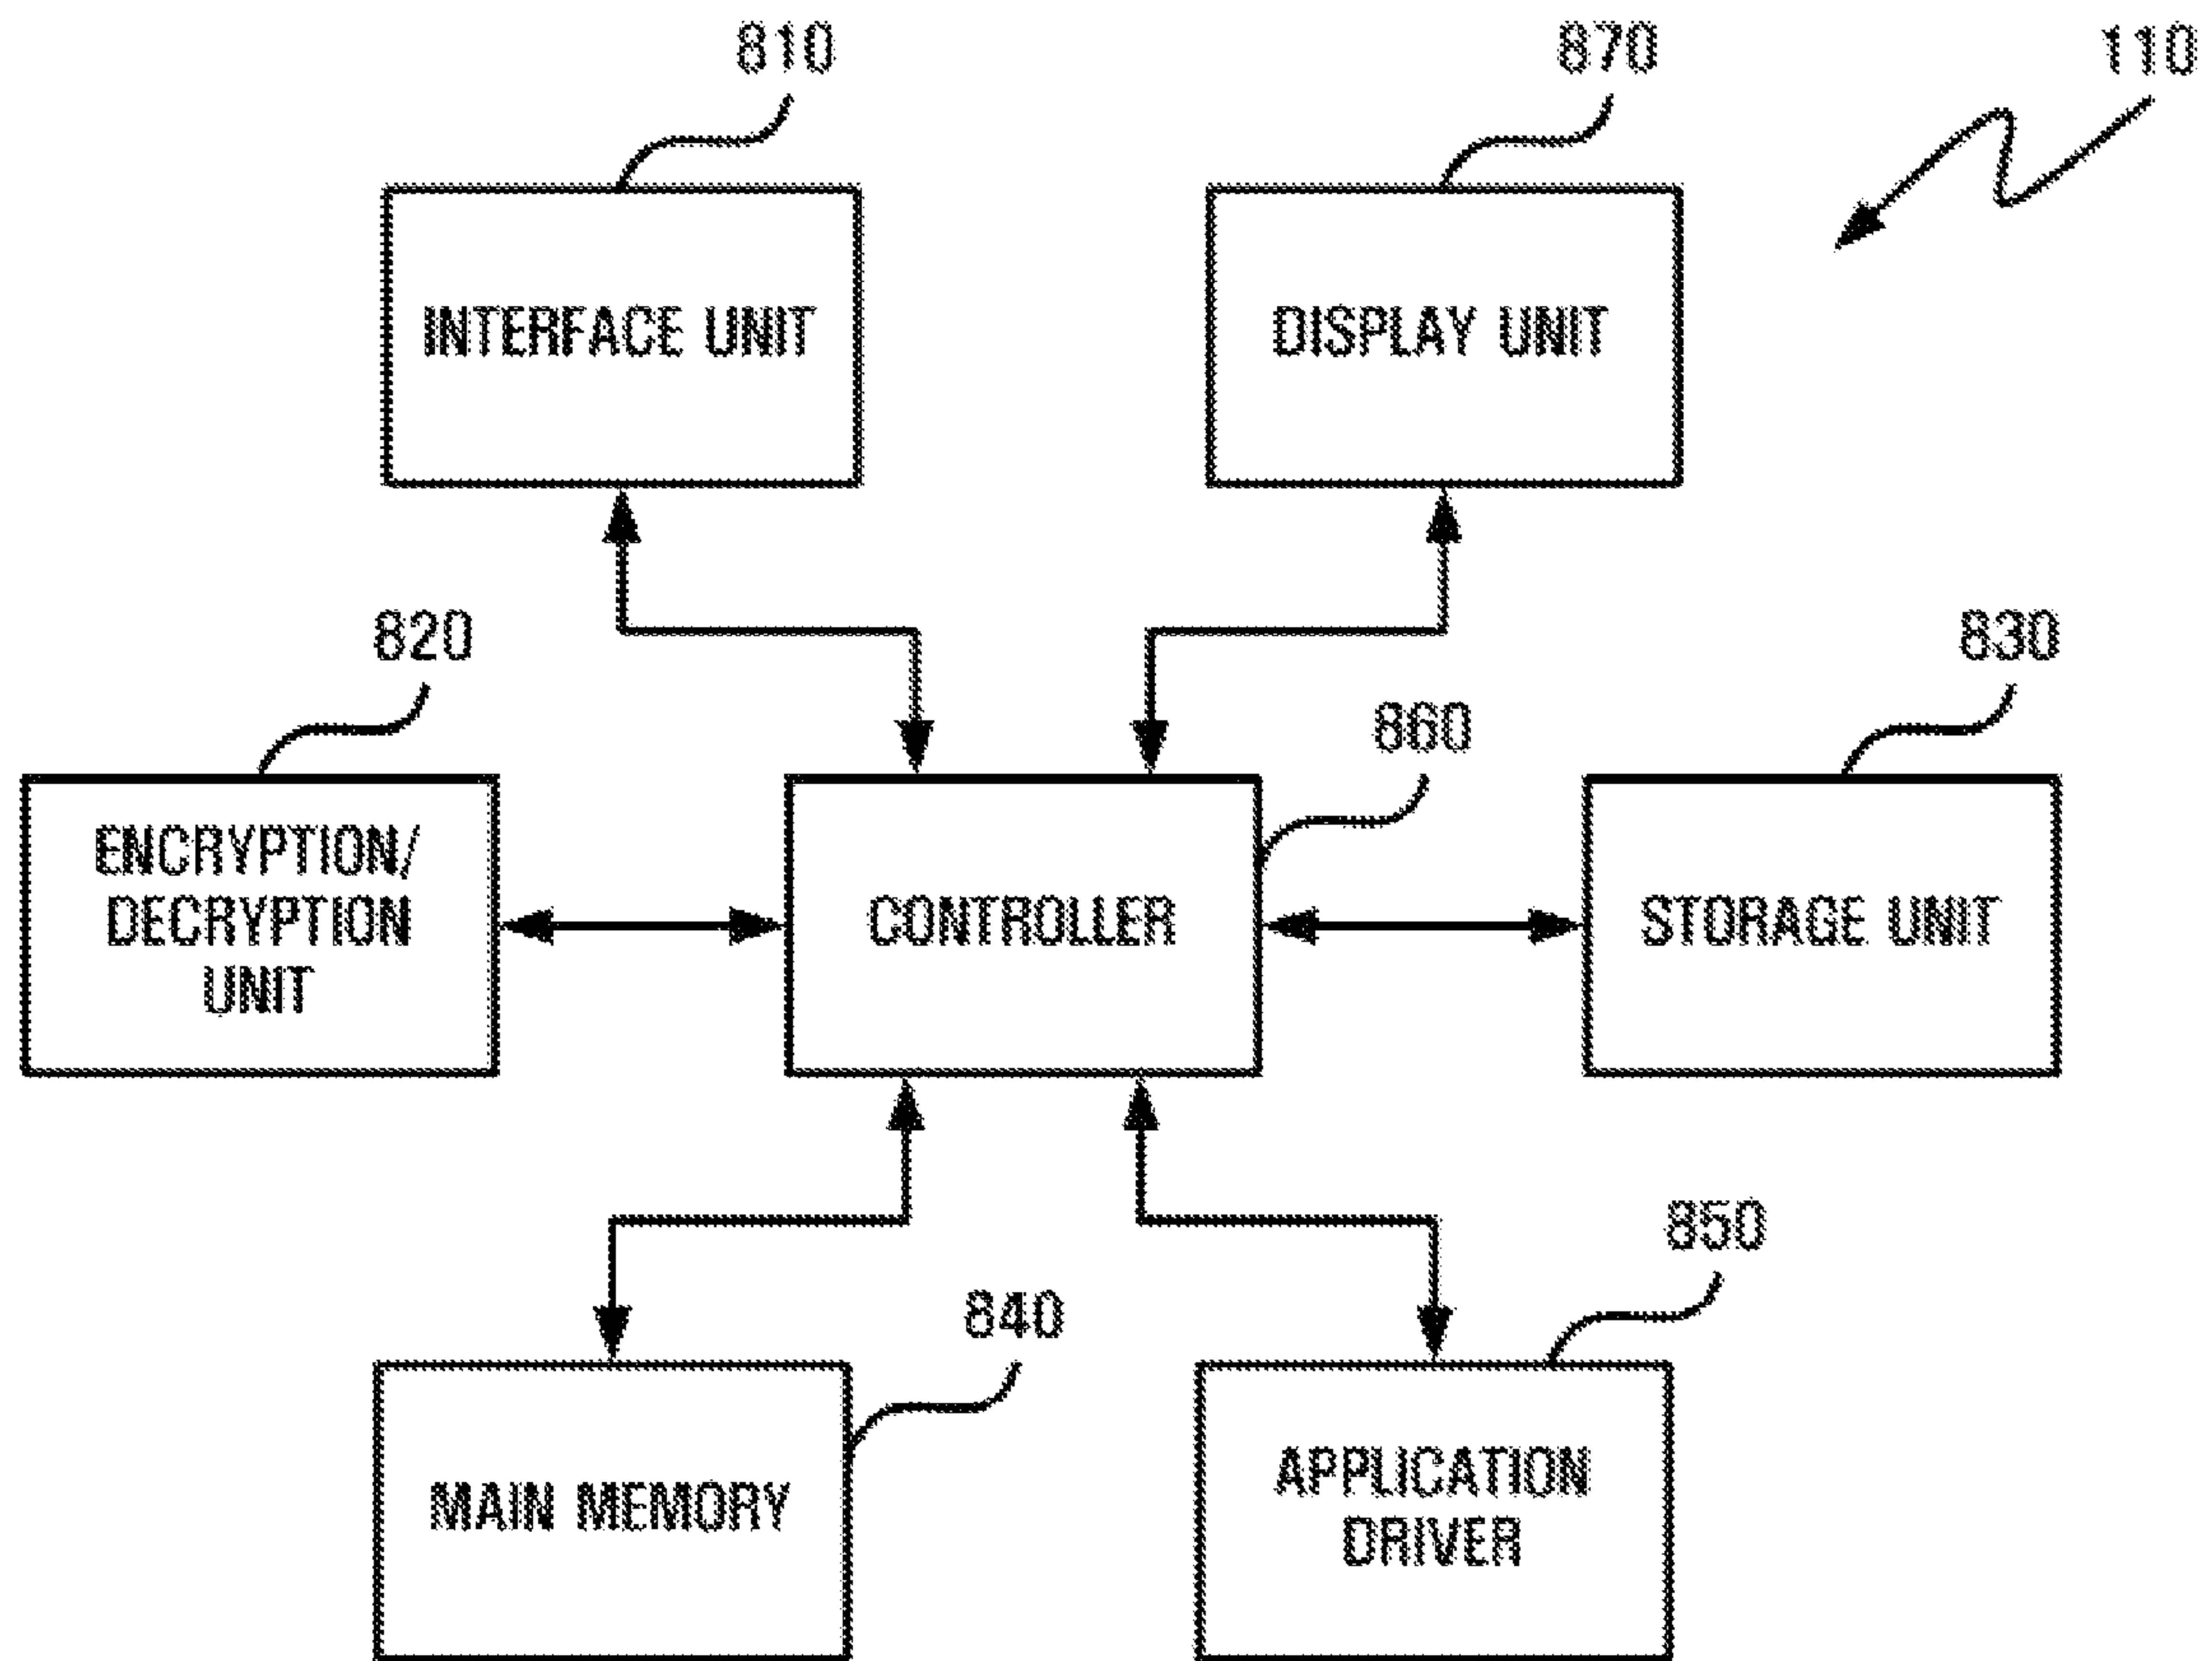 810
870
110
INTERFACE UNIT
DISPLAY UNIT
820
830
860
ENCRYPTION/
DECRYPTION
UNIT
CONTROLLER
STORAGE UNIT
850
840
MAIN MEMORY
APPLICATION
DRIVER